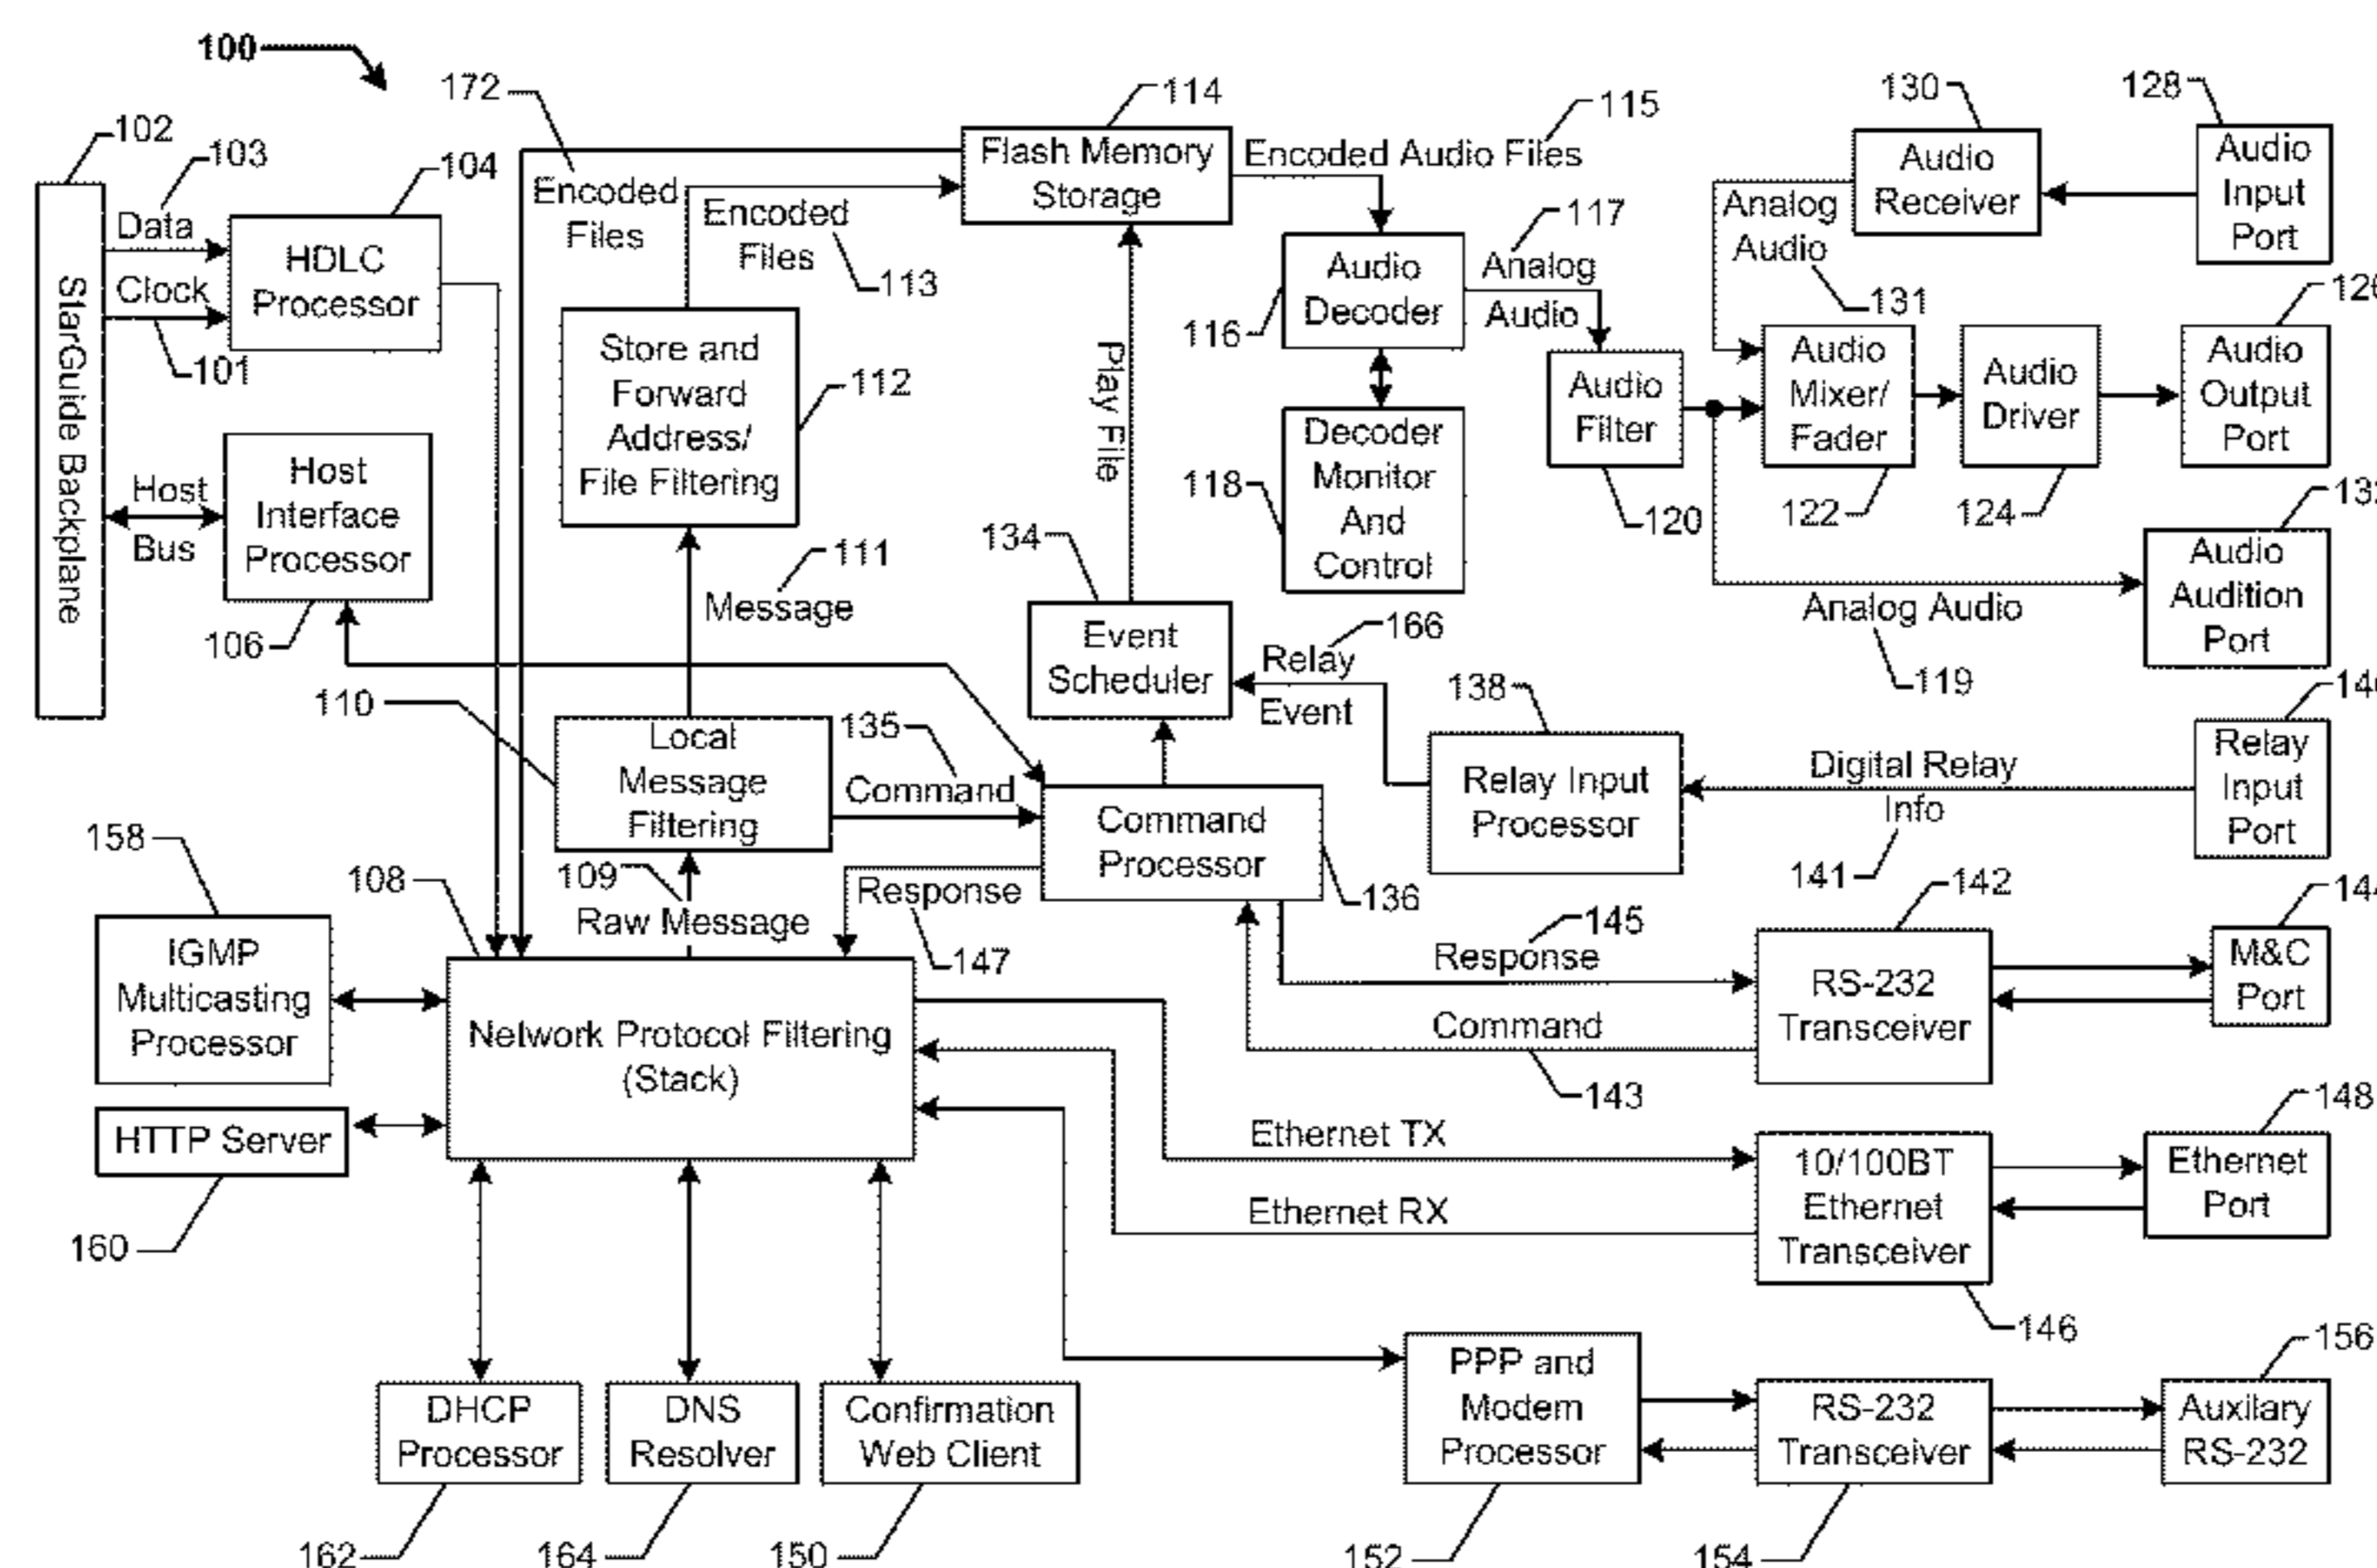 100
172
114
115
130
128
102
103
104
Flash Memory
Storage
Encoded Audio Files
Audio
Receiver
Audio
Input
Port
Data
Clock
101
HDLC
Processor
Encoded
Files
Encoded
Files
113
117
Analog
Audio
Analog
Audio
131
StarGuide Backplane
Store and
Forward
Address/
File Filtering
112
Play File
Audio
Decoder
116
Audio
Filter
120
Audio
Mixer/
Fader
122
Audio
Driver
124
Audio
Output
Port
Host
Bus
Host
Interface
Processor
106
Decoder
Monitor
And
Control
118
Audio
Audition
Port
Analog Audio
119
111
Message
134
Event
Scheduler
166
Relay
Event
138
Relay Input
Processor
Digital Relay
Info
141
Relay
Input
Port
110
Local
Message
Filtering
135
Command
Command
Processor
136
109
Raw Message
Response
147
158
IGMP
Multicasting
Processor
108
Network Protocol Filtering
(Stack)
145
Response
Command
143
142
RS-232
Transceiver
M&C
Port
HTTP Server
160
Ethernet TX
Ethernet RX
10/100BT
Ethernet
Transceiver
146
148
Ethernet
Port
DHCP
Processor
162
DNS
Resolver
164
Confirmation
Web Client
150
PPP and
Modem
Processor
152
RS-232
Transceiver
154
156
Auxilary
RS-232